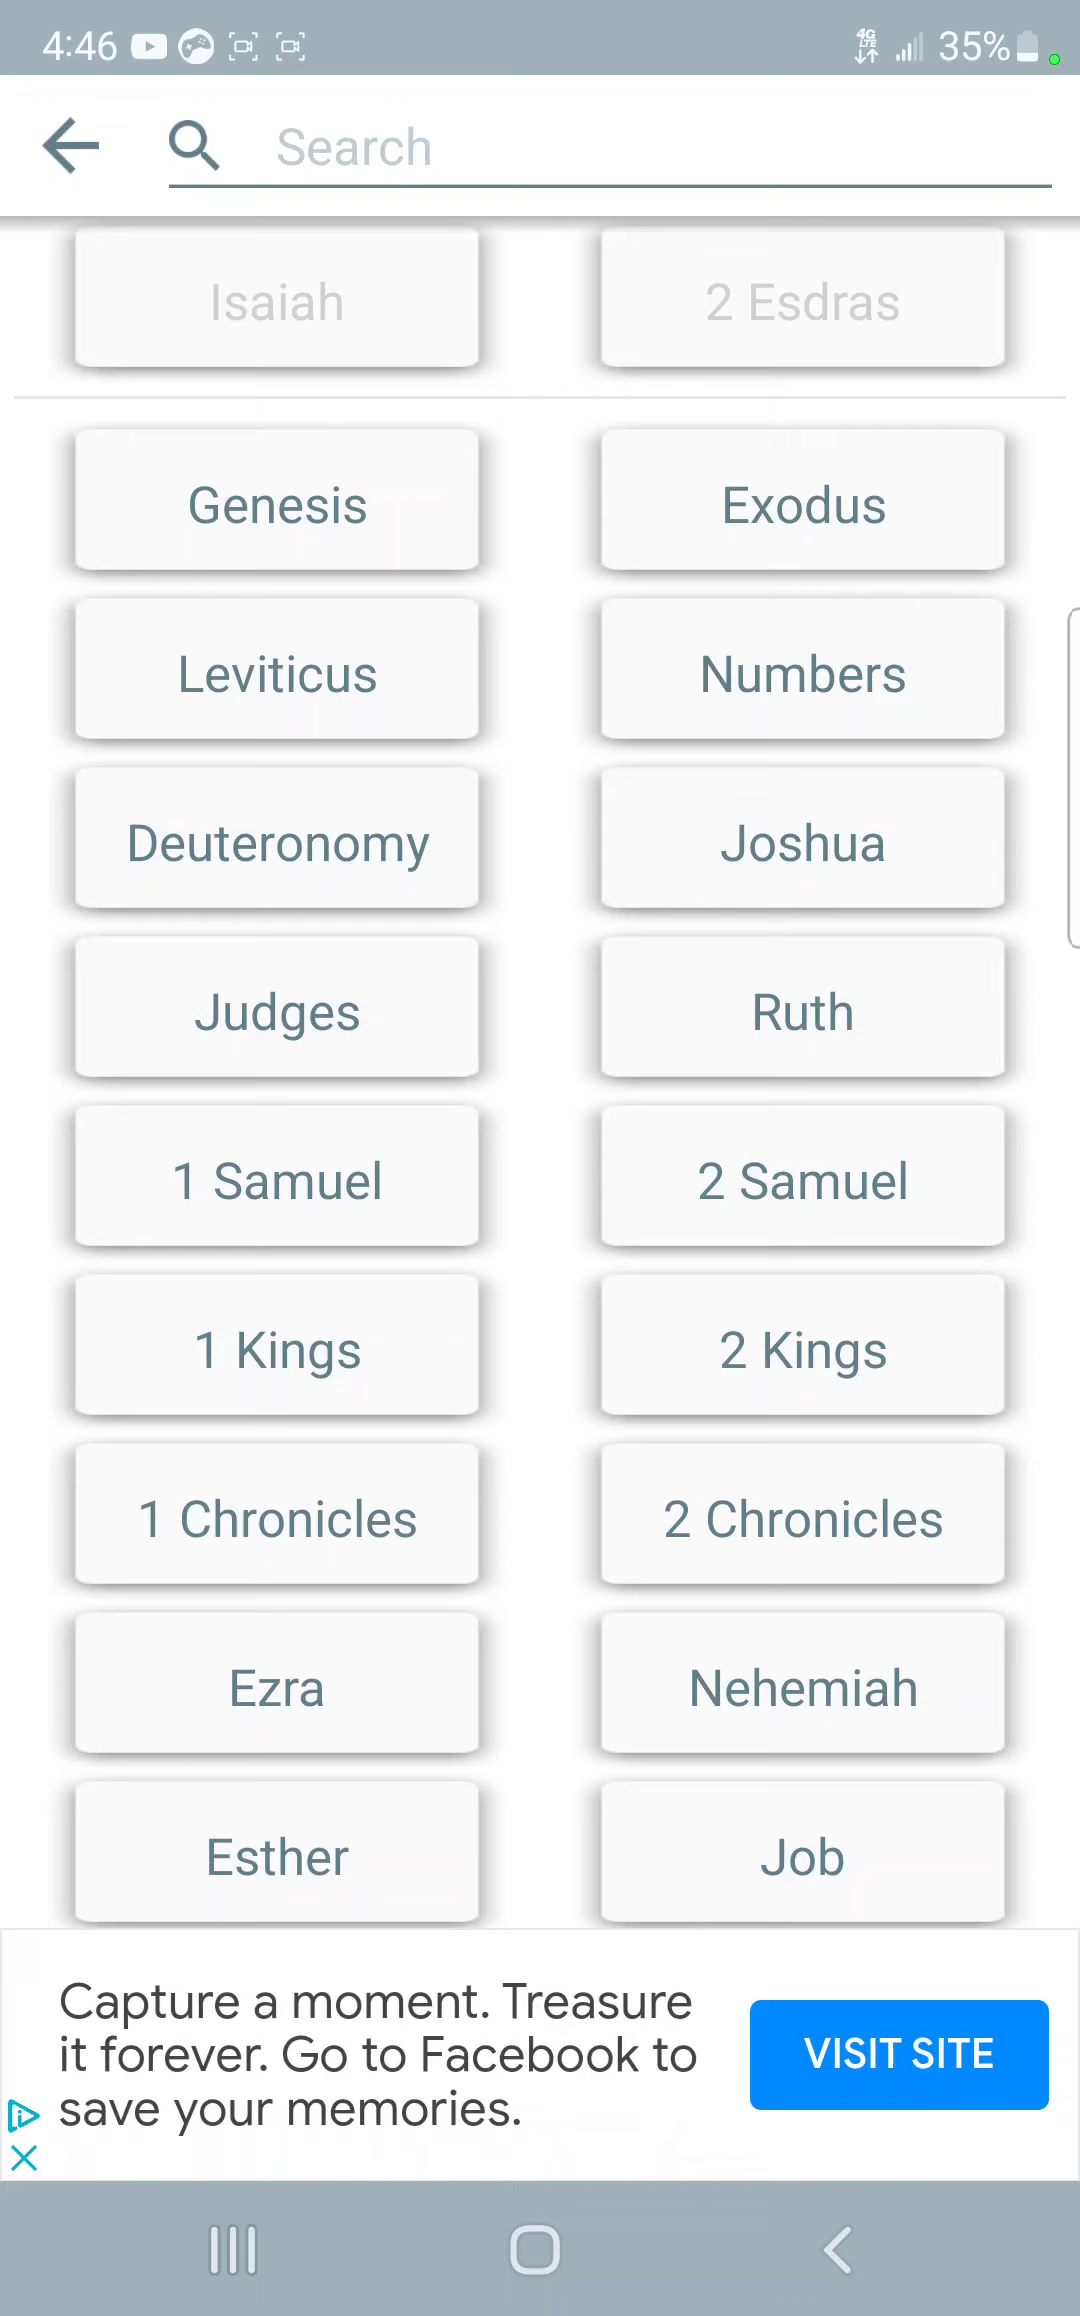 4:46 4G LTE 35%
Search
Isaiah 2 Esdras
Genesis Exodus
Leviticus Numbers
Deuteronomy Joshua
Judges Ruth
1 Samuel 2 Samuel
1 Kings 2 Kings
1 Chronicles 2 Chronicles
Ezra Nehemiah
Esther Job
Capture a moment. Treasure
it forever. Go to Facebook to
save your memories.
VISIT SITE